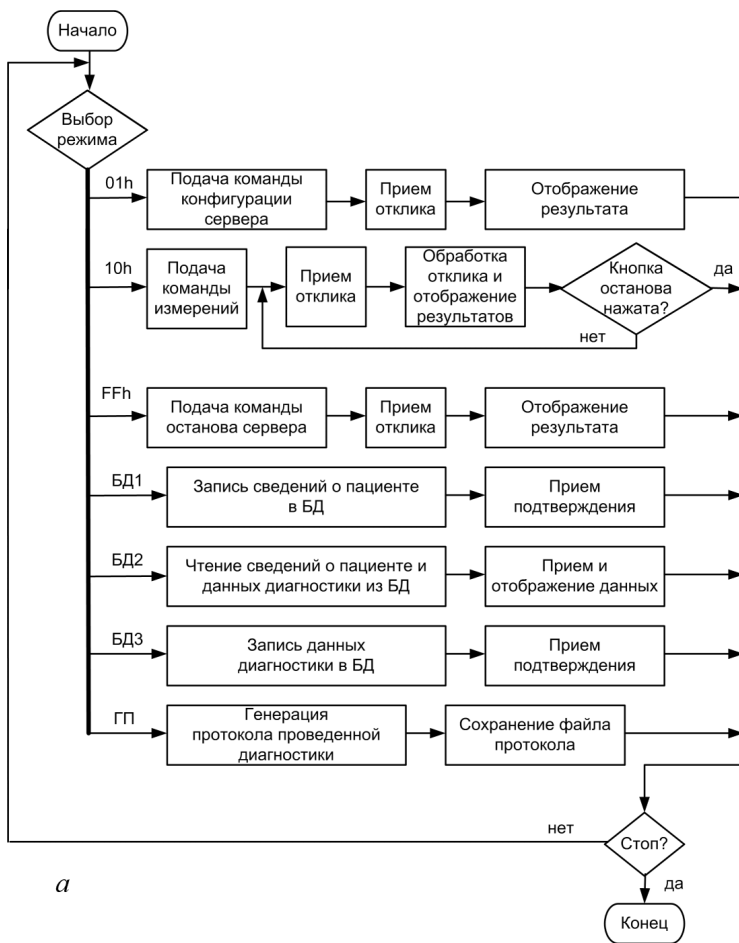 Начало
Выбор
режима
01h
Подача команды
конфигурации
сервера
Прием
отклика
Отображение
результата
10h
Подача
команды
измерений
Прием
отклика
Обработка
отклика и
отображение
результатов
Кнопка
останова
нажата?
да
нет
FFh
Подача команды
останова сервера
Прием
отклика
Отображение
результата
БД1
Запись сведений о пациенте
в БД
Прием
подтверждения
БД2
Чтение сведений о пациенте и
данных диагностики из БД
Прием и
отображение данных
БД3
Запись данных
диагностики в БД
Прием
подтверждения
ГП
Генерация
протокола проведенной
диагностики
Сохранение файла
протокола
нет
Стоп?
да
Конец
а